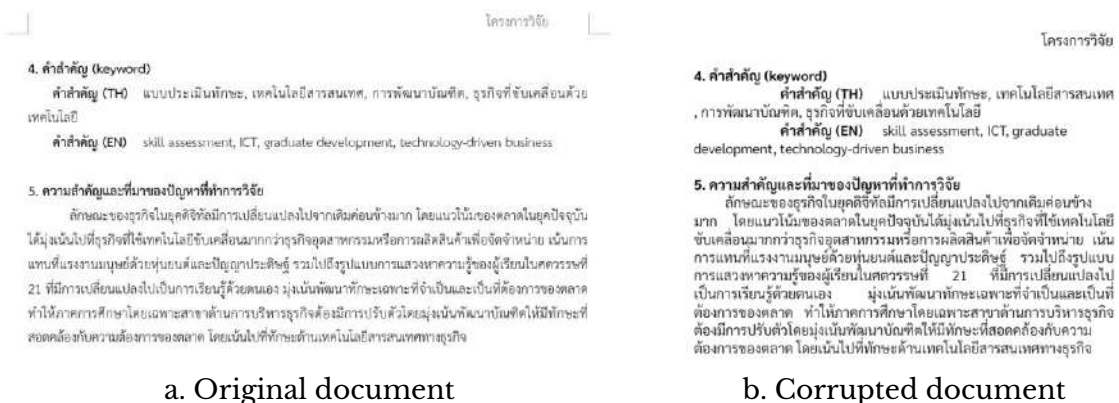 โครงการวิจัย
4. คำสำคัญ (keyword)
คำสำคัญ (TH) แบบประเมินทักษะ, เทคโนโลยีสารสนเทศ, การพัฒนาบัณฑิต, ธุรกิจที่ขับเคลื่อนด้วย
เทคโนโลยี
คำสำคัญ (EN) skill assessment, ICT, graduate development, technology-driven business
5. ความสำคัญและที่มาของปัญหาที่ทำการวิจัย
ลักษณะของธุรกิจในยุคดิจิทัลมีการเปลี่ยนแปลงไปจากเดิมค่อนข้างมาก โดยแนวโน้มของตลาดในยุคปัจจุบัน
ได้มุ่งเน้นไปที่ธุรกิจที่ใช้เทคโนโลยีขับเคลื่อนมากกว่าธุรกิจอุตสาหกรรมหรือการผลิตสินค้าเพื่อจัดจำหน่าย เน้นการ
แทนที่แรงงานมนุษย์ด้วยหุ่นยนต์และปัญญาประดิษฐ์ รวมไปถึงรูปแบบการแสวงหาความรู้ของผู้เรียนในศตวรรษที่
21 ที่มีการเปลี่ยนแปลงไปเป็นการเรียนรู้ด้วยตนเอง มุ่งเน้นพัฒนาทักษะเฉพาะที่จำเป็นและเป็นที่ต้องการของตลาด
ทำให้ภาคการศึกษาโดยเฉพาะสาขาด้านการบริหารธุรกิจต้องมีการปรับตัวโดยมุ่งเน้นพัฒนาบัณฑิตให้มีทักษะที่
สอดคล้องกับความต้องการของตลาด โดยเน้นไปที่ทักษะด้านเทคโนโลยีสารสนเทศทางธุรกิจ
a. Original document
โครงการวิจัย
4. คำสำคัญ (keyword)
คำสำคัญ (TH) แบบประเมินทักษะ, เทคโนโลยีสารสนเทศ
, การพัฒนาบัณฑิต, ธุรกิจที่ขับเคลื่อนด้วยเทคโนโลยี
คำสำคัญ (EN) skill assessment, ICT, graduate
development, technology-driven business
5. ความสำคัญและที่มาของปัญหาที่ทำการวิจัย
ลักษณะของธุรกิจในยุคดิจิทัลมีการเปลี่ยนแปลงไปจากเดิมค่อนข้าง
มาก โดยแนวโน้มของตลาดในยุคปัจจุบันได้มุ่งเน้นไปที่ธุรกิจที่ใช้เทคโนโลยี
ขับเคลื่อนมากกว่าธุรกิจอุตสาหกรรมหรือการผลิตสินค้าเพื่อจัดจำหน่าย เน้น
การแทนที่แรงงานมนุษย์ด้วยหุ่นยนต์และปัญญาประดิษฐ์ รวมไปถึงรูปแบบ
การแสวงหาความรู้ของผู้เรียนในศตวรรษที่ 21 ที่มีการเปลี่ยนแปลงไป
เป็นการเรียนรู้ด้วยตนเอง มุ่งเน้นพัฒนาทักษะเฉพาะที่จำเป็นและเป็นที่
ต้องการของตลาด ทำให้ภาคการศึกษาโดยเฉพาะสาขาด้านการบริหารธุรกิจ
ต้องมีการปรับตัวโดยมุ่งเน้นพัฒนาบัณฑิตให้มีทักษะที่สอดคล้องกับความ
ต้องการของตลาด โดยเน้นไปที่ทักษะด้านเทคโนโลยีสารสนเทศทางธุรกิจ
b. Corrupted document